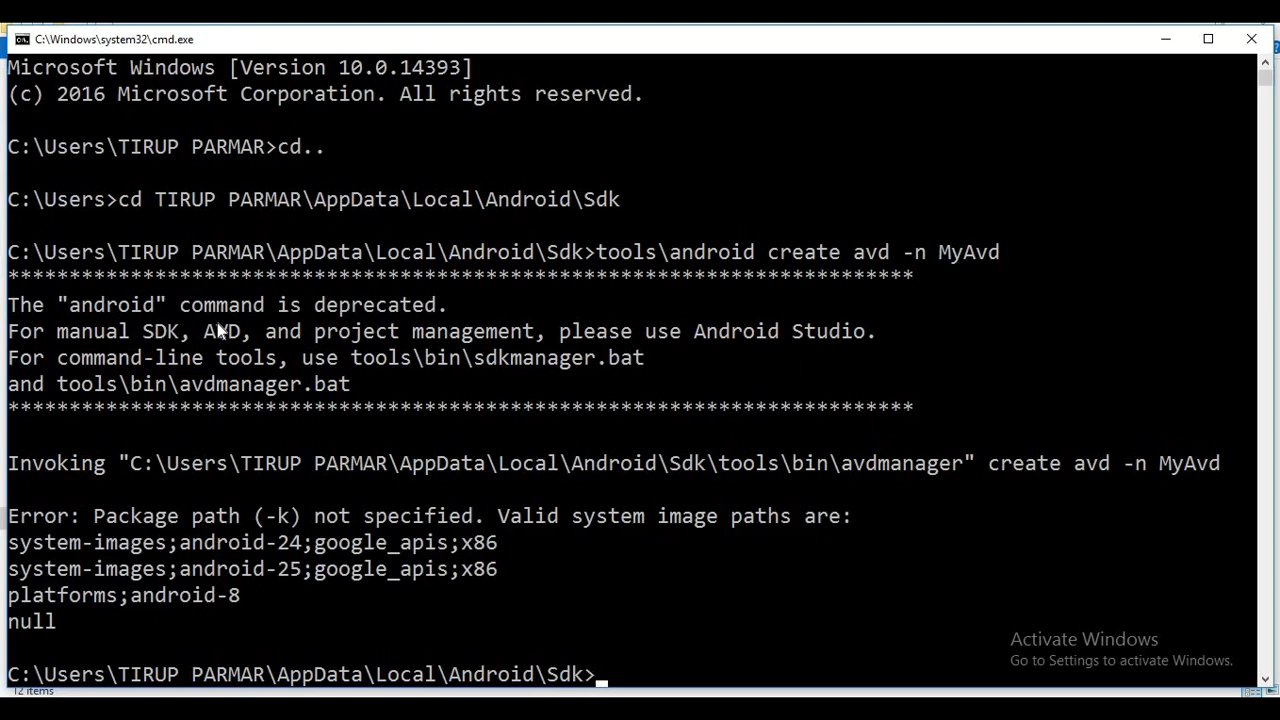 C:\Windows\system32\cmd.exe
Microsoft Windows [Version 10.0.14393]
(c) 2016 Microsoft Corporation. All rights reserved.
C:\Users\TIRUP PARMAR>cd..
C:\Users>cd TIRUP PARMAR\AppData\Local\Android\Sdk
C:\Users\TIRUP PARMAR\AppData\Local\Android\Sdk>tools\android create avd -n MyAvd
**************************************************************************
The "android" command is deprecated.
For manual SDK, AVD, and project management, please use Android Studio.
For command-line tools, use tools\bin\sdkmanager.bat
and tools\bin\avdmanager.bat
**************************************************************************
Invoking "C:\Users\TIRUP PARMAR\AppData\Local\Android\Sdk\tools\bin\avdmanager" create avd -n MyAvd
Error: Package path (-k) not specified. Valid system image paths are:
system-images;android-24;google_apis;x86
system-images;android-25;google_apis;x86
platforms;android-8
null
Activate Windows
Go to Settings to activate Windows.
C:\Users\TIRUP PARMAR\AppData\Local\Android\Sdk>
12 items